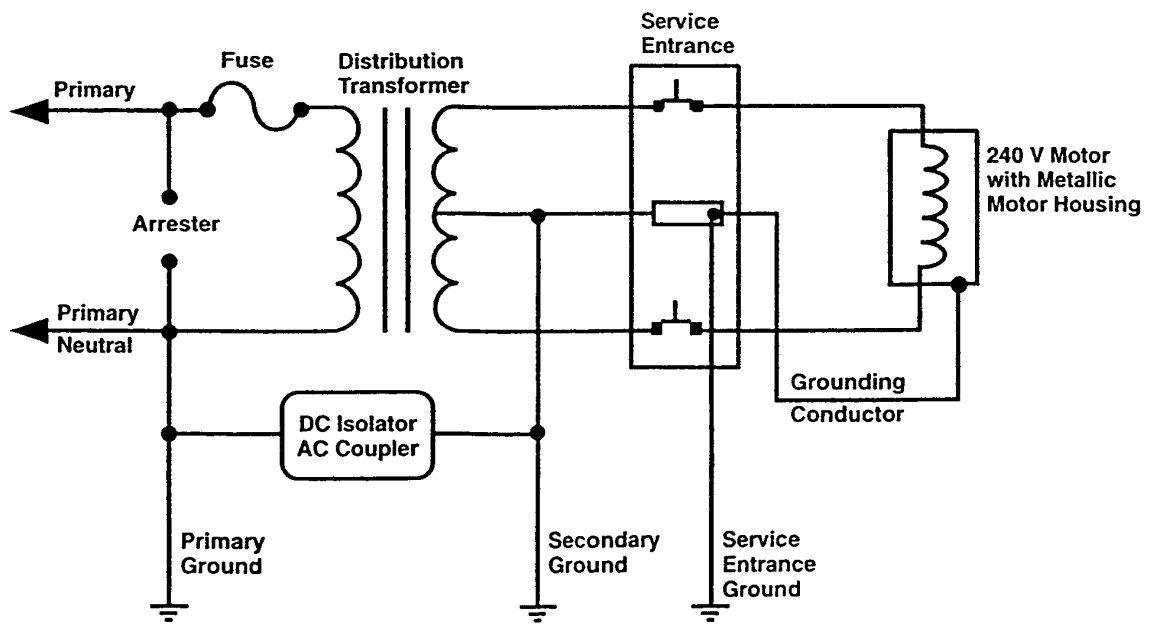 Service
Entrance
Fuse
Distribution
Transformer
Primary
240 V Motor
with Metallic
Motor Housing
Arrester
Primary
Neutral
Grounding
Conductor
DC Isolator
AC Coupler
Primary
Ground
Secondary
Ground
Service
Entrance
Ground